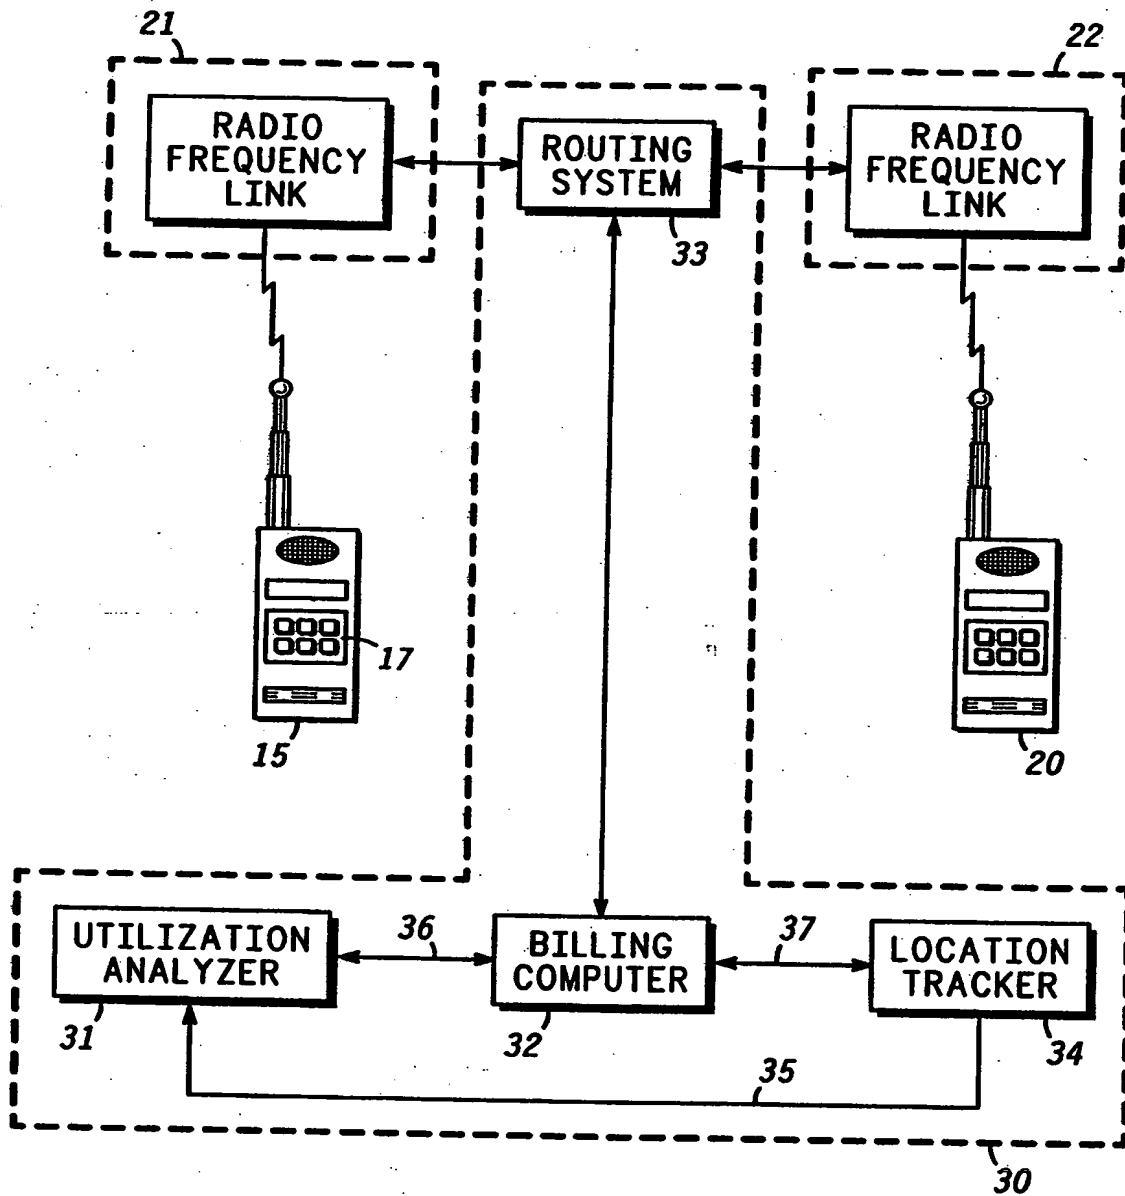 21
22
RADIO
FREQUENCY
LINK
ROUTING
SYSTEM
33
RADIO
FREQUENCY
LINK
17
15
20
UTILIZATION
ANALYZER
31
36
BILLING
COMPUTER
32
37
LOCATION
TRACKER
34
35
30